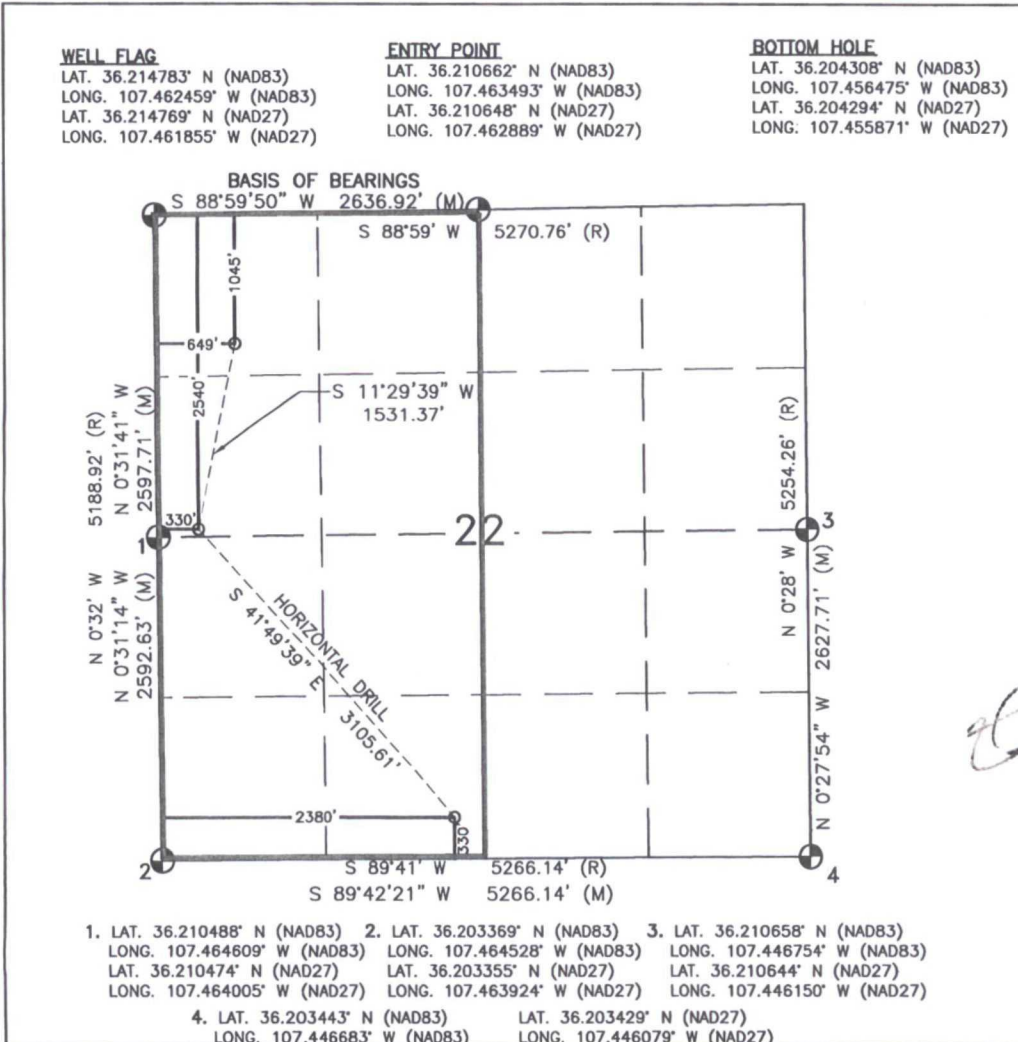 WELL FLAG
LAT. 36.214783° N (NAD83)
LONG. 107.462459° W (NAD83)
LAT. 36.214769° N (NAD27)
LONG. 107.461855° W (NAD27)
ENTRY POINT
LAT. 36.210662° N (NAD83)
LONG. 107.463493° W (NAD83)
LAT. 36.210648° N (NAD27)
LONG. 107.462889° W (NAD27)
BOTTOM HOLE
LAT. 36.204308° N (NAD83)
LONG. 107.456475° W (NAD83)
LAT. 36.204294° N (NAD27)
LONG. 107.455871° W (NAD27)
BASIS OF BEARINGS
S 88°59'50" W 2636.92' (M)
S 88°59' W 5270.76' (R)
1045'
649'
2540'
S 11°29'39" W
1531.37'
5188.92' (R)
N 0°31'41" W
2597.71' (M)
330'
1
22
5254.26' (R)
3
N 0°32' W
N 0°31'14" W
2592.63' (M)
HORIZONTAL DRILL
S 41°49'39" E
3105.61'
N 0°28' W
2627.71' (M)
N 0°27'54" W
2380'
330'
2
S 89°41' W 5266.14' (R)
4
S 89°42'21" W 5266.14' (M)
1. LAT. 36.210488° N (NAD83)
LONG. 107.464609° W (NAD83)
LAT. 36.210474° N (NAD27)
LONG. 107.464005° W (NAD27)
2. LAT. 36.203369° N (NAD83)
LONG. 107.464528° W (NAD83)
LAT. 36.203355° N (NAD27)
LONG. 107.463924° W (NAD27)
3. LAT. 36.210658° N (NAD83)
LONG. 107.446754° W (NAD83)
LAT. 36.210644° N (NAD27)
LONG. 107.446150° W (NAD27)
4. LAT. 36.203443° N (NAD83)
LONG. 107.446683° W (NAD83)
LAT. 36.203429° N (NAD27)
LONG. 107.446079° W (NAD27)